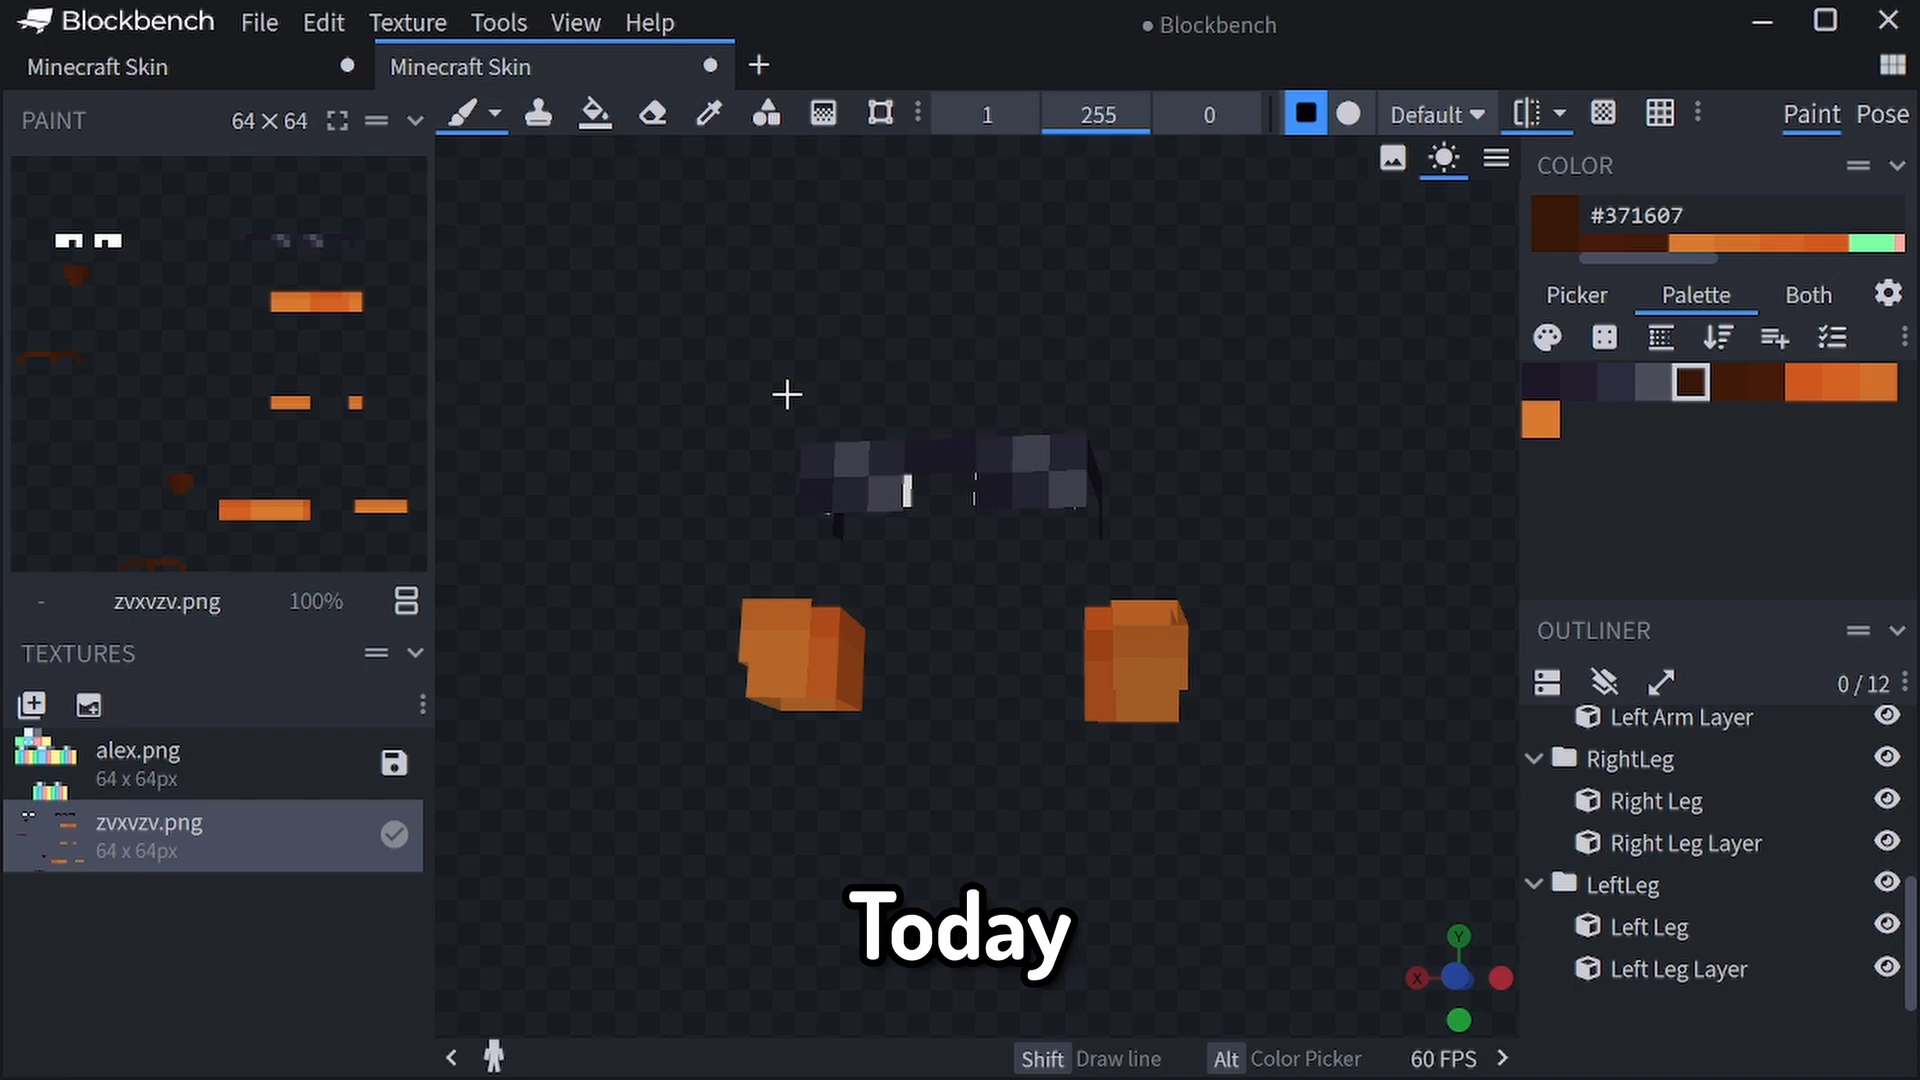 Blockbench File Edit Texture Tools View Help
Blockbench
Minecraft Skin
Minecraft Skin
PAINT 64 × 64
1 255 0 Default
Paint Pose
COLOR
#371607
Picker Palette Both
- zvxvzv.png 100%
TEXTURES
alex.png
64 x 64px
zvxvzv.png
64 x 64px
OUTLINER
0 / 12
Left Arm Layer
RightLeg
Right Leg
Right Leg Layer
LeftLeg
Left Leg
Left Leg Layer
Today
Y
X
Shift Draw line Alt Color Picker 60 FPS